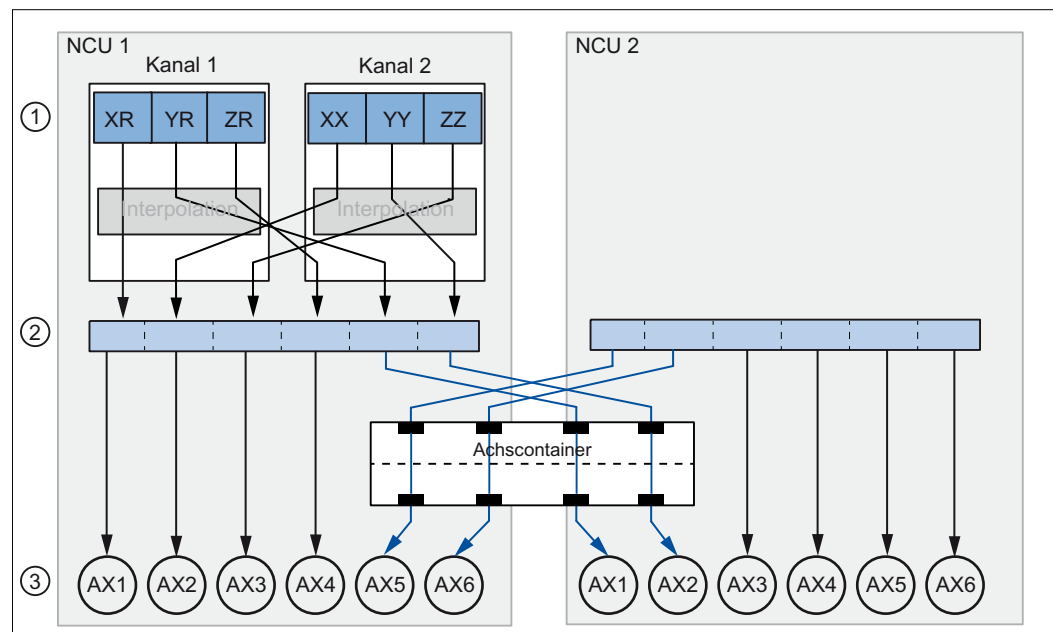 NCU 1
NCU 2
Kanal 1
Kanal 2
1
XR YR ZR
XX YY ZZ
Interpolation
Interpolation
2
Achscontainer
3
AX1 AX2 AX3 AX4 AX5 AX6
AX1 AX2 AX3 AX4 AX5 AX6